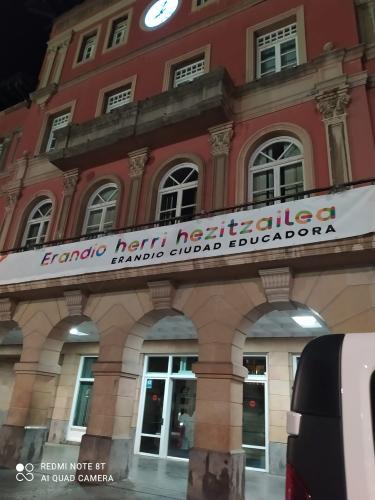 Erandio herri hezitzailea
ERANDIO CIUDAD EDUCADORA
REDMI NOTE 8T
AI QUAD CAMERA